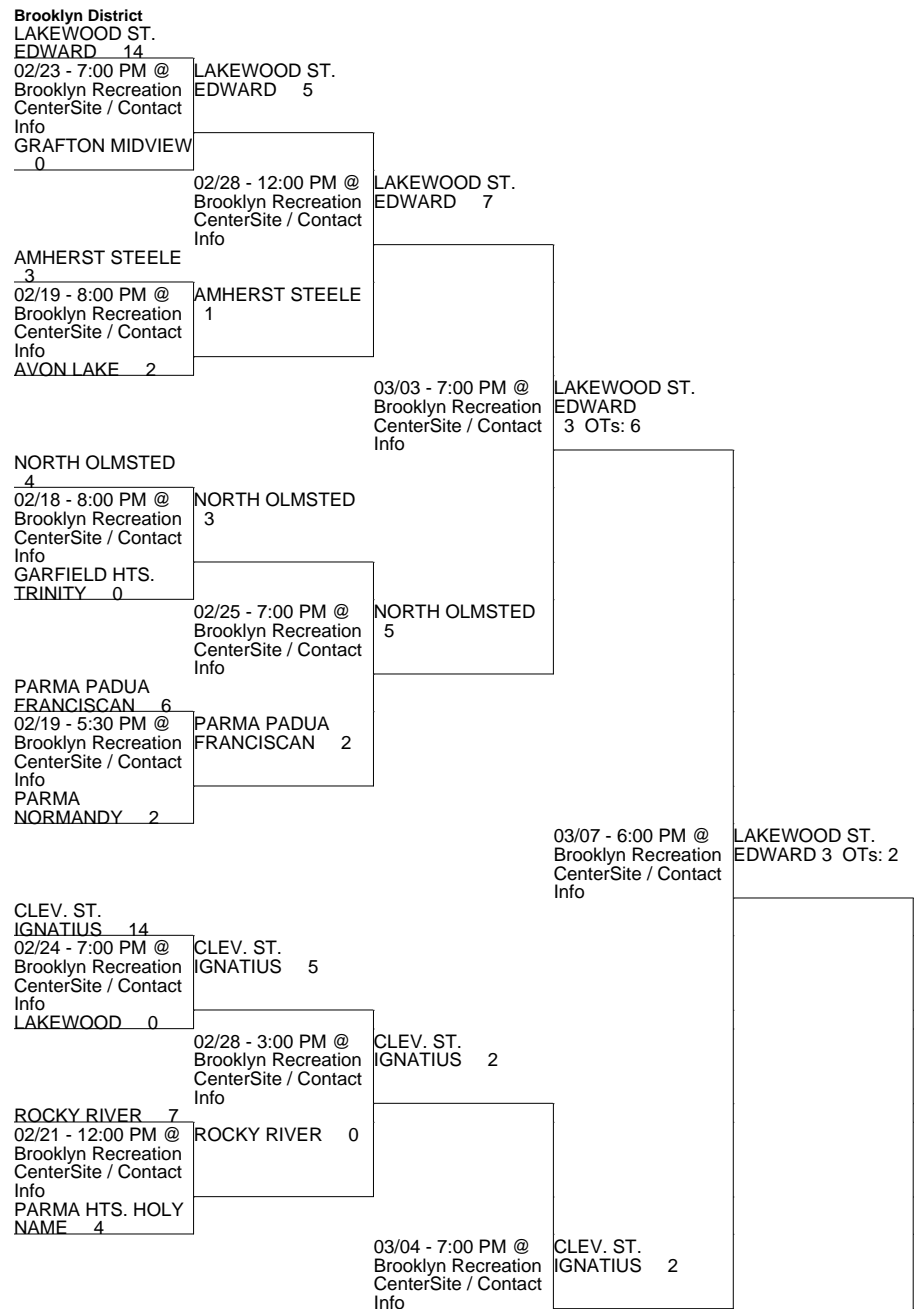 Brooklyn District
LAKEWOOD ST.
EDWARD 14
02/23 - 7:00 PM @
Brooklyn Recreation
CenterSite / Contact
Info
GRAFTON MIDVIEW
0
LAKEWOOD ST.
EDWARD 5
02/28 - 12:00 PM @
Brooklyn Recreation
CenterSite / Contact
Info
LAKEWOOD ST.
EDWARD 7
AMHERST STEELE
3
02/19 - 8:00 PM @
Brooklyn Recreation
CenterSite / Contact
Info
AVON LAKE 2
AMHERST STEELE
1
03/03 - 7:00 PM @
Brooklyn Recreation
CenterSite / Contact
Info
LAKEWOOD ST.
EDWARD
3 OTs: 6
NORTH OLMSTED
4
02/18 - 8:00 PM @
Brooklyn Recreation
CenterSite / Contact
Info
GARFIELD HTS.
TRINITY 0
NORTH OLMSTED
3
02/25 - 7:00 PM @
Brooklyn Recreation
CenterSite / Contact
Info
NORTH OLMSTED
5
PARMA PADUA
FRANCISCAN 6
02/19 - 5:30 PM @
Brooklyn Recreation
CenterSite / Contact
Info
PARMA
NORMANDY 2
PARMA PADUA
FRANCISCAN 2
03/07 - 6:00 PM @
Brooklyn Recreation
CenterSite / Contact
Info
LAKEWOOD ST.
EDWARD 3 OTs: 2
CLEV. ST.
IGNATIUS 14
02/24 - 7:00 PM @
Brooklyn Recreation
CenterSite / Contact
Info
LAKEWOOD 0
CLEV. ST.
IGNATIUS 5
02/28 - 3:00 PM @
Brooklyn Recreation
CenterSite / Contact
Info
CLEV. ST.
IGNATIUS 2
ROCKY RIVER 7
02/21 - 12:00 PM @
Brooklyn Recreation
CenterSite / Contact
Info
PARMA HTS. HOLY
NAME 4
ROCKY RIVER 0
03/04 - 7:00 PM @
Brooklyn Recreation
CenterSite / Contact
Info
CLEV. ST.
IGNATIUS 2